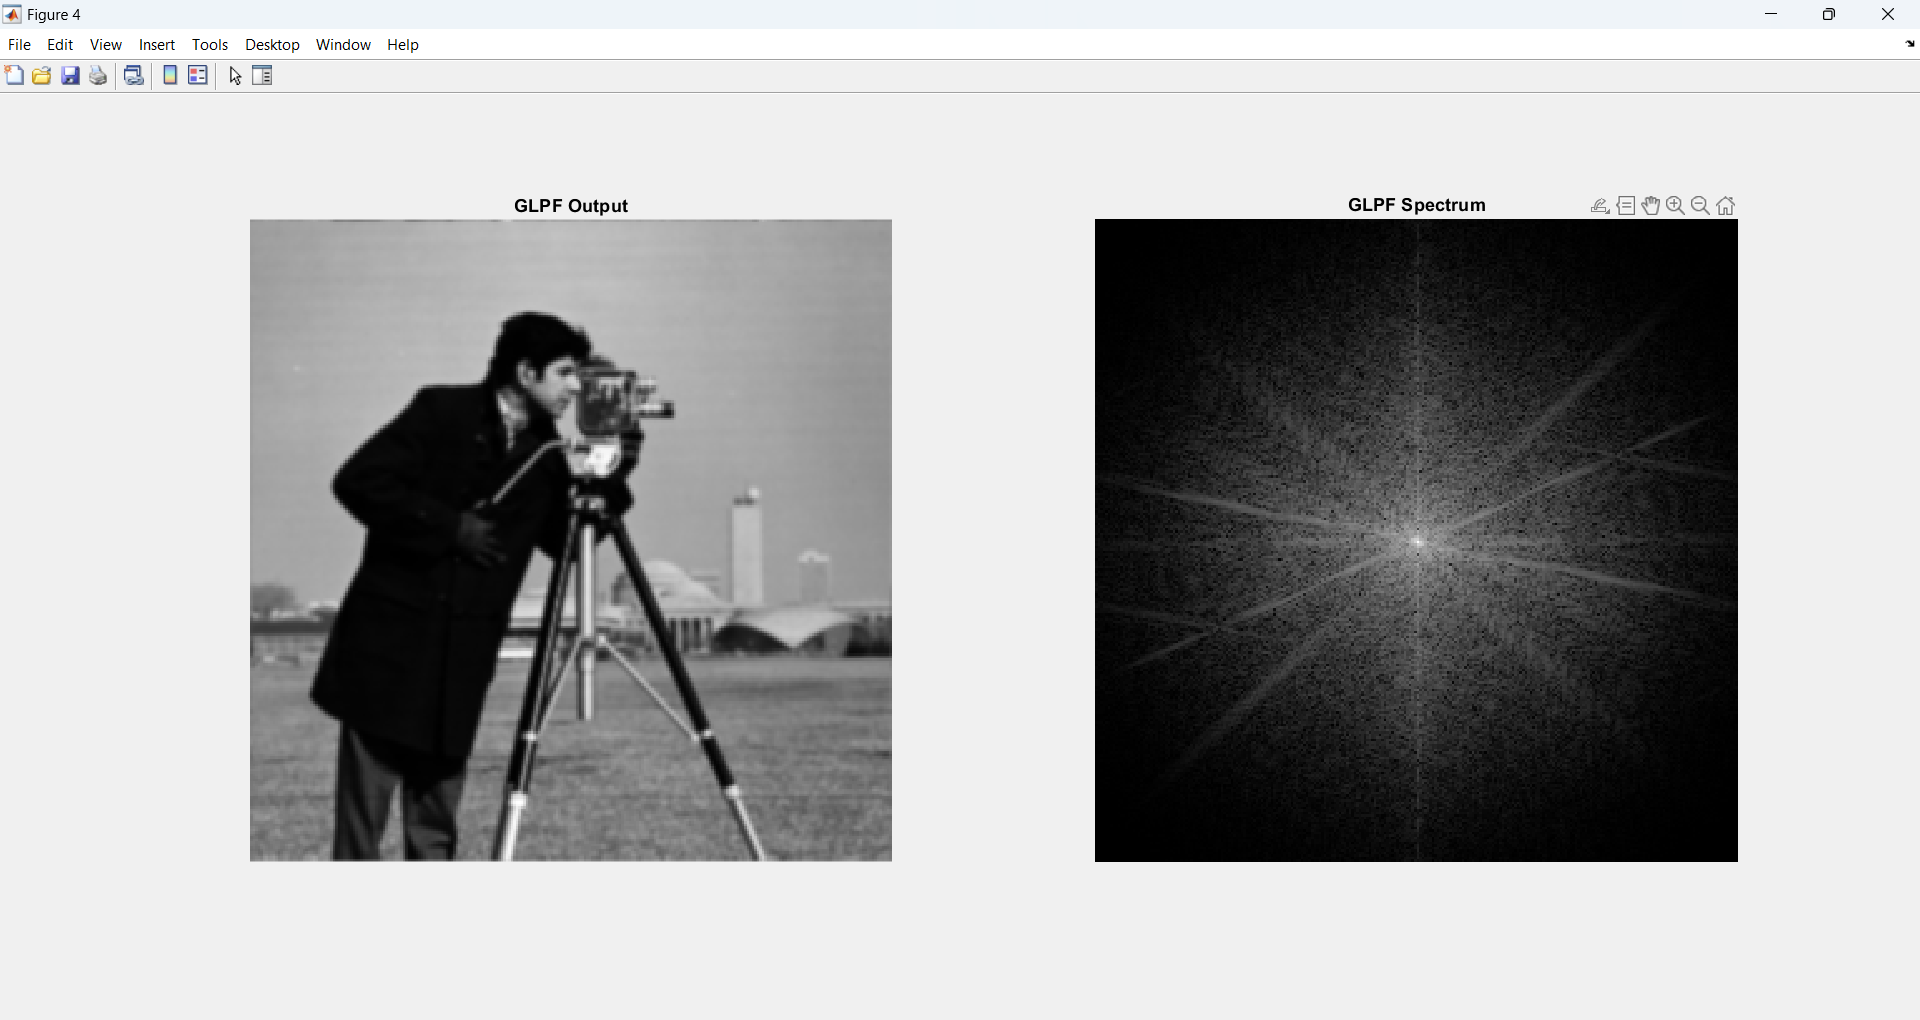 Figure 4
File Edit View Insert Tools Desktop Window Help
GLPF Output
GLPF Spectrum